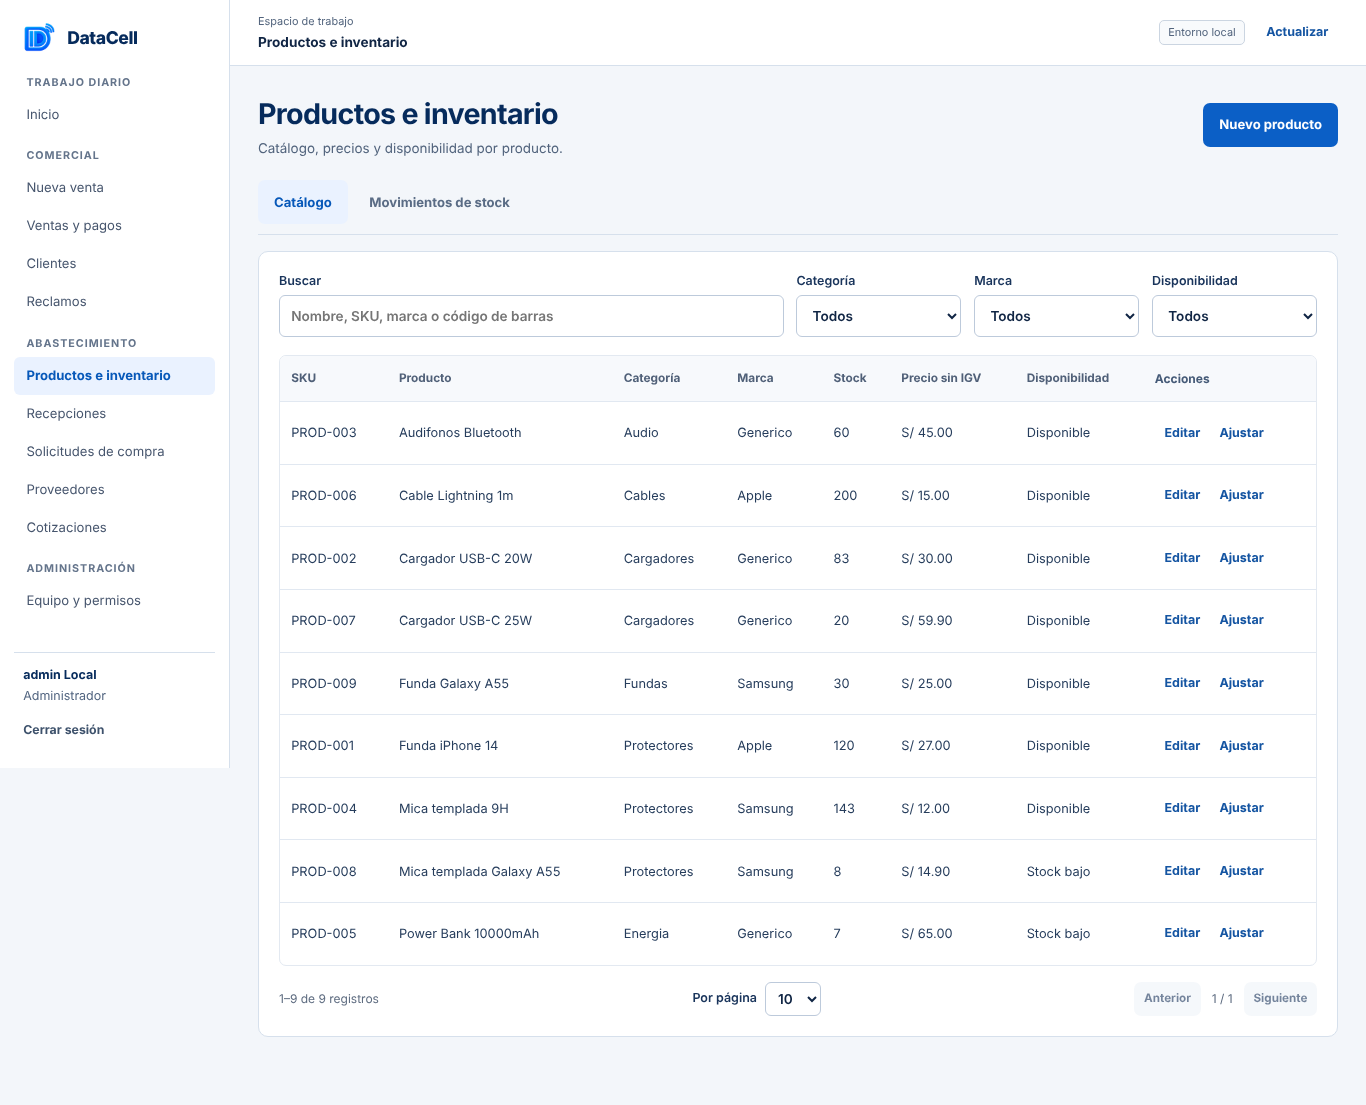 DataCell
TRABAJO DIARIO
Inicio
COMERCIAL
Nueva venta
Ventas y pagos
Clientes
Reclamos
ABASTECIMIENTO
Productos e inventario
Recepciones
Solicitudes de compra
Proveedores
Cotizaciones
ADMINISTRACIÓN
Equipo y permisos
admin Local
Administrador
Cerrar sesión
Espacio de trabajo
Productos e inventario
Entorno local
Actualizar
Productos e inventario
Catálogo, precios y disponibilidad por producto.
Nuevo producto
Catálogo
Movimientos de stock
Buscar
Nombre, SKU, marca o código de barras
Categoría
Todos
Marca
Todos
Disponibilidad
Todos
SKU Producto Categoría Marca Stock Precio sin IGV Disponibilidad Acciones
PROD-003 Audifonos Bluetooth Audio Generico 60 S/ 45.00 Disponible Editar Ajustar
PROD-006 Cable Lightning 1m Cables Apple 200 S/ 15.00 Disponible Editar Ajustar
PROD-002 Cargador USB-C 20W Cargadores Generico 83 S/ 30.00 Disponible Editar Ajustar
PROD-007 Cargador USB-C 25W Cargadores Generico 20 S/ 59.90 Disponible Editar Ajustar
PROD-009 Funda Galaxy A55 Fundas Samsung 30 S/ 25.00 Disponible Editar Ajustar
PROD-001 Funda iPhone 14 Protectores Apple 120 S/ 27.00 Disponible Editar Ajustar
PROD-004 Mica templada 9H Protectores Samsung 143 S/ 12.00 Disponible Editar Ajustar
PROD-008 Mica templada Galaxy A55 Protectores Samsung 8 S/ 14.90 Stock bajo Editar Ajustar
PROD-005 Power Bank 10000mAh Energia Generico 7 S/ 65.00 Stock bajo Editar Ajustar
1–9 de 9 registros
Por página 10
Anterior 1 / 1 Siguiente